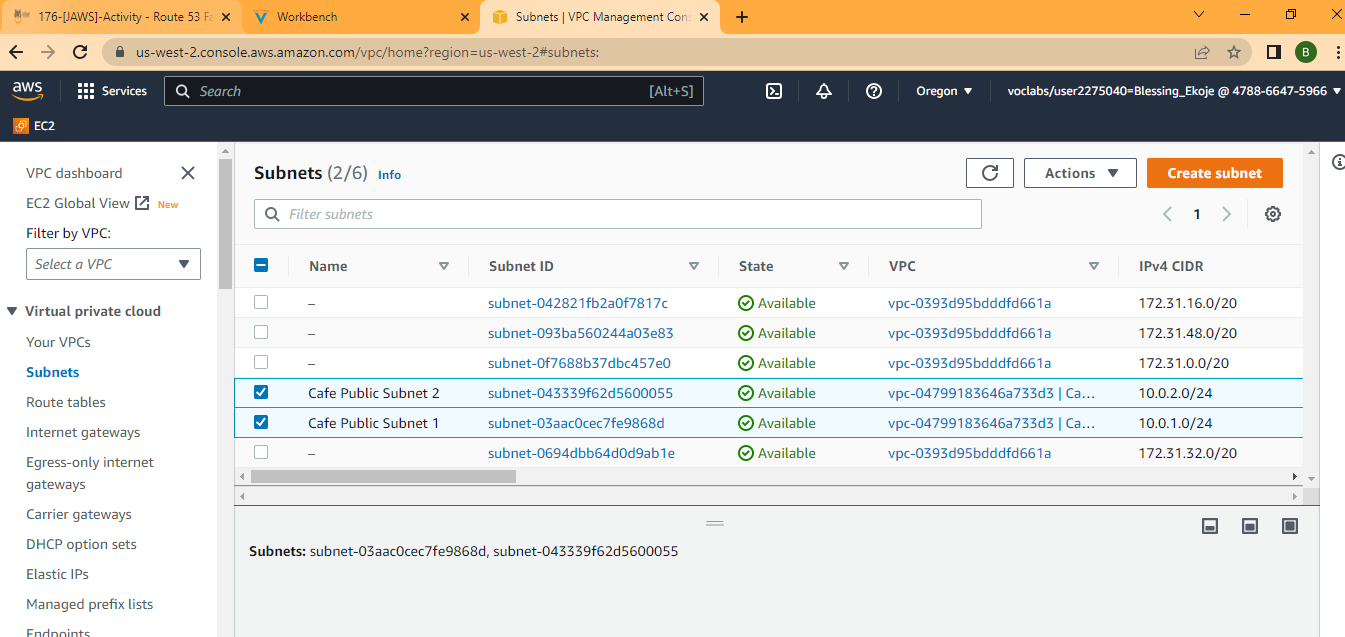 176-[JAWS]-Activity - Route 53 Fa
Workbench
Subnets | VPC Management Con
us-west-2.console.aws.amazon.com/vpc/home?region=us-west-2#subnets:
B
aws
Services
Search
[Alt+S]
Oregon
voclabs/user2275040=Blessing_Ekoje @ 4788-6647-5966
EC2
VPC dashboard
EC2 Global View New
Filter by VPC:
Select a VPC
Virtual private cloud
Your VPCs
Subnets
Route tables
Internet gateways
Egress-only internet
gateways
Carrier gateways
DHCP option sets
Elastic IPs
Managed prefix lists
Endpoints
Subnets (2/6) Info
Actions
Create subnet
Filter subnets
1
Name Subnet ID State VPC IPv4 CIDR
– subnet-042821fb2a0f7817c Available vpc-0393d95bdddfd661a 172.31.16.0/20
– subnet-093ba560244a03e83 Available vpc-0393d95bdddfd661a 172.31.48.0/20
– subnet-0f7688b37dbc457e0 Available vpc-0393d95bdddfd661a 172.31.0.0/20
Cafe Public Subnet 2 subnet-043339f62d5600055 Available vpc-04799183646a733d3 | Ca... 10.0.2.0/24
Cafe Public Subnet 1 subnet-03aac0cec7fe9868d Available vpc-04799183646a733d3 | Ca... 10.0.1.0/24
– subnet-0694dbb64d0d9ab1e Available vpc-0393d95bdddfd661a 172.31.32.0/20
Subnets: subnet-03aac0cec7fe9868d, subnet-043339f62d5600055